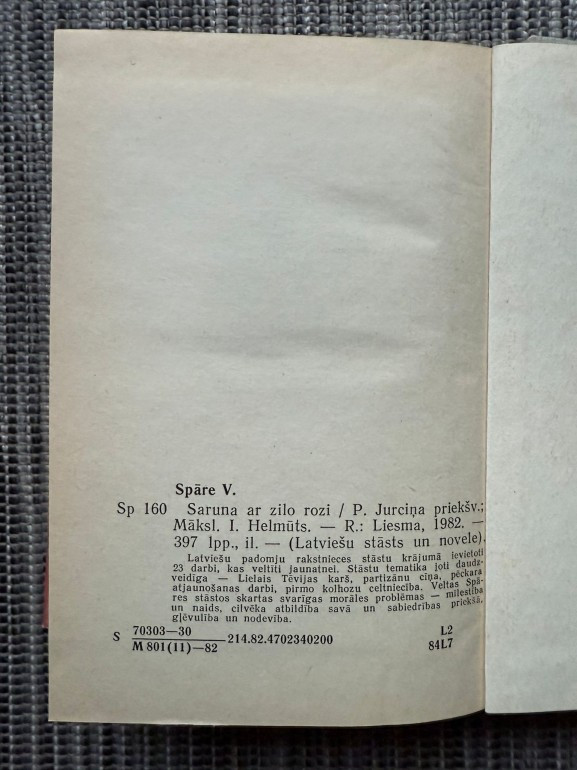 Spāre V.
Sp 160 Saruna ar zilo rozi / P. Jurciņa priekšv.;
Māksl. I. Helmūts. — R.: Liesma, 1982. —
397 lpp., il. — (Latviešu stāsts un novele).
Latviešu padomju rakstnieces stāstu krājumā ievietoti
23 darbi, kas veltīti jaunatnei. Stāstu tematika ļoti daudz-
veidīga — Lielais Tēvijas karš, partizānu cīņa, pēckara
atjaunošanas darbi, pirmo kolhozu celtniecība. Veltas Spā-
res stāstos skartas svarīgas morāles problēmas — mīlestība
un naids, cilvēka atbildība savā un sabiedrības priekšā,
gļēvulība un nodevība.
S 70303—30 L2
M 801(11)—82 214.82.4702340200 84L7